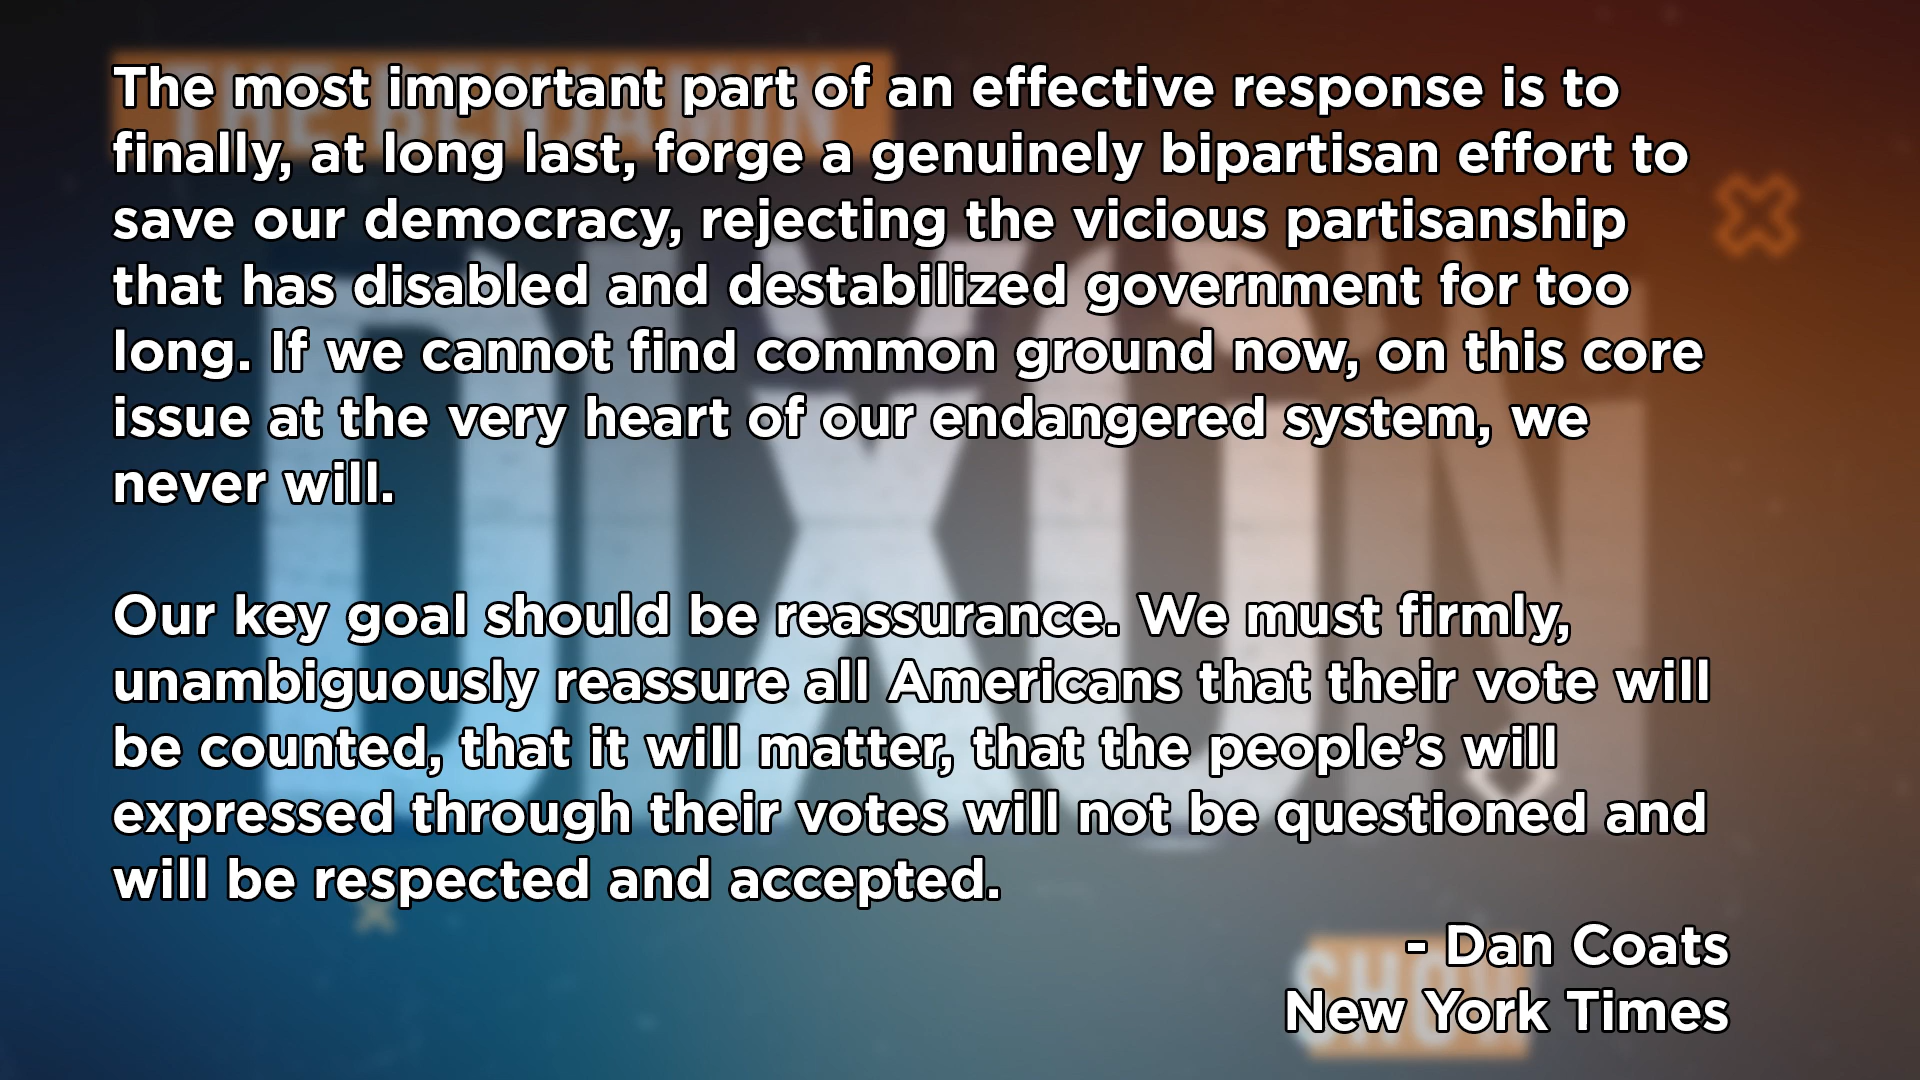 THE BENJAMIN
DIXON
SHOW
The most important part of an effective response is to
finally, at long last, forge a genuinely bipartisan effort to
save our democracy, rejecting the vicious partisanship
that has disabled and destabilized government for too
long. If we cannot find common ground now, on this core
issue at the very heart of our endangered system, we
never will.
Our key goal should be reassurance. We must firmly,
unambiguously reassure all Americans that their vote will
be counted, that it will matter, that the people’s will
expressed through their votes will not be questioned and
will be respected and accepted.
- Dan Coats
New York Times